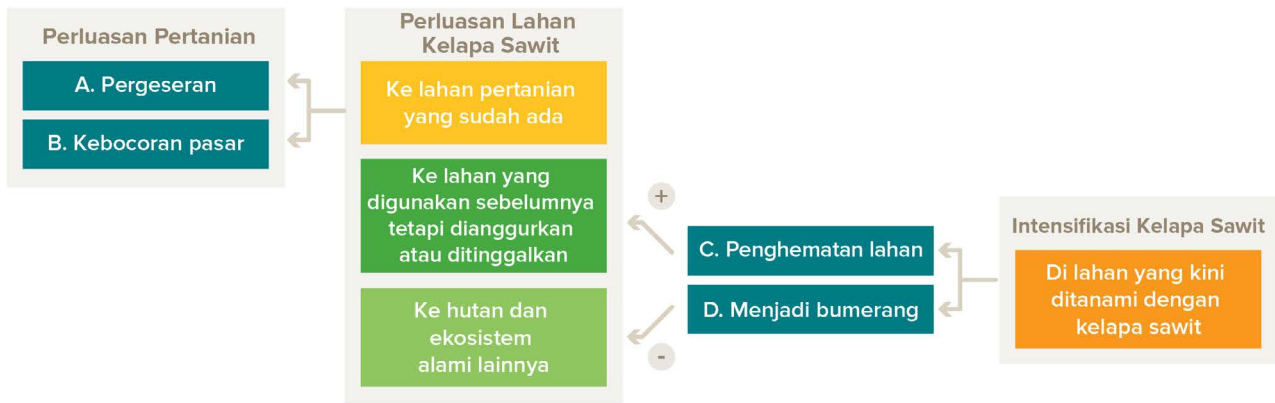 Perluasan Pertanian
A. Pergeseran
B. Kebocoran pasar
Perluasan Lahan
Kelapa Sawit
Ke lahan pertanian
yang sudah ada
Ke lahan yang
digunakan sebelumnya
tetapi dianggurkan
atau ditinggalkan
Ke hutan dan
ekosistem
alami lainnya
+
-
C. Penghematan lahan
D. Menjadi bumerang
Intensifikasi Kelapa Sawit
Di lahan yang kini
ditanami dengan
kelapa sawit